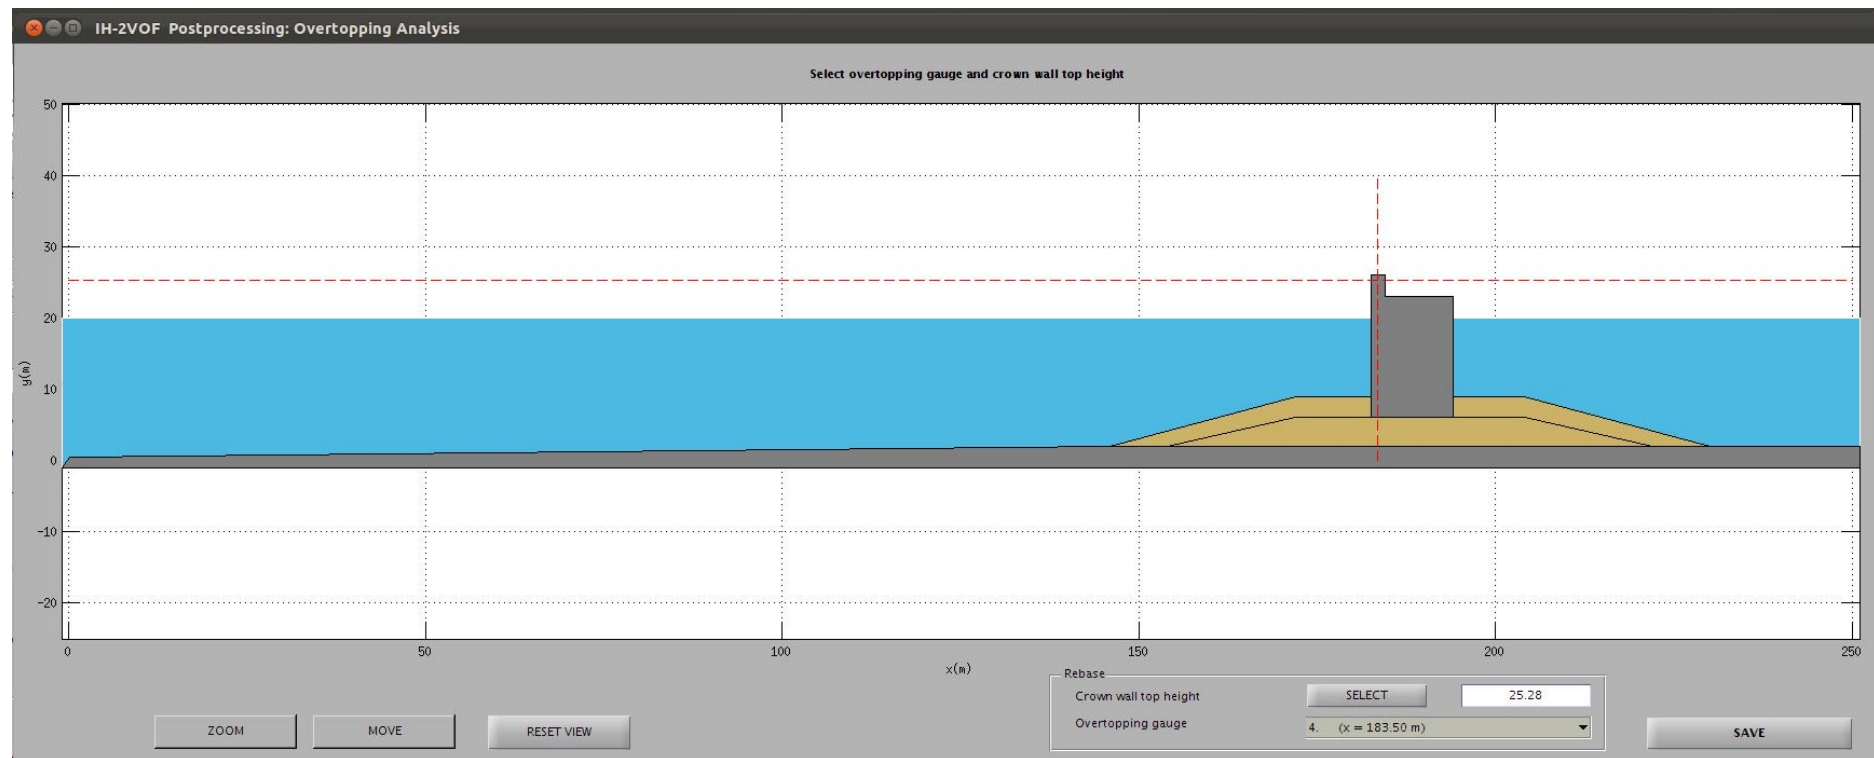 IH-2VOF Postprocessing: Overtopping Analysis
Select overtopping gauge and crown wall top height
50
40
30
20
10
0
-10
-20
y(m)
0 50 100 150 200 250
x(m)
Rebase
Crown wall top height SELECT 25.28
Overtopping gauge 4. (x = 183.50 m)
ZOOM MOVE RESET VIEW SAVE